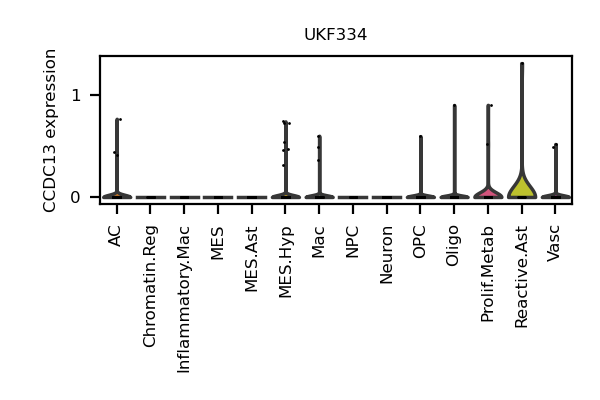 UKF334
CCDC13 expression
1
0
AC
Chromatin.Reg
Inflammatory.Mac
MES
MES.Ast
MES.Hyp
Mac
NPC
Neuron
OPC
Oligo
Prolif.Metab
Reactive.Ast
Vasc